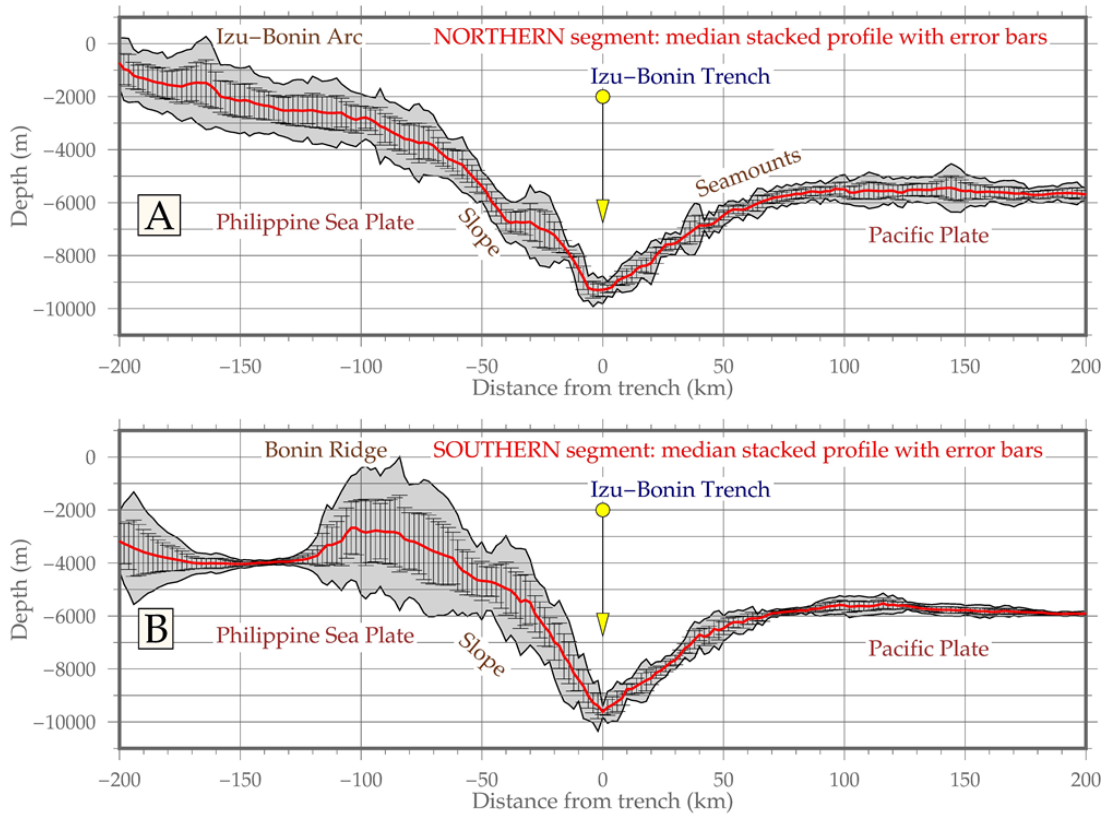 Izu−Bonin Arc
NORTHERN segment: median stacked profile with error bars
Izu−Bonin Trench
Seamounts
A
Philippine Sea Plate
Slope
Pacific Plate
Depth (m)
0
−2000
−4000
−6000
−8000
−10000
−200
−150
−100
−50
0
50
100
150
200
Distance from trench (km)
Bonin Ridge
SOUTHERN segment: median stacked profile with error bars
Izu−Bonin Trench
B
Philippine Sea Plate
Slope
Pacific Plate
Depth (m)
0
−2000
−4000
−6000
−8000
−10000
−200
−150
−100
−50
0
50
100
150
200
Distance from trench (km)